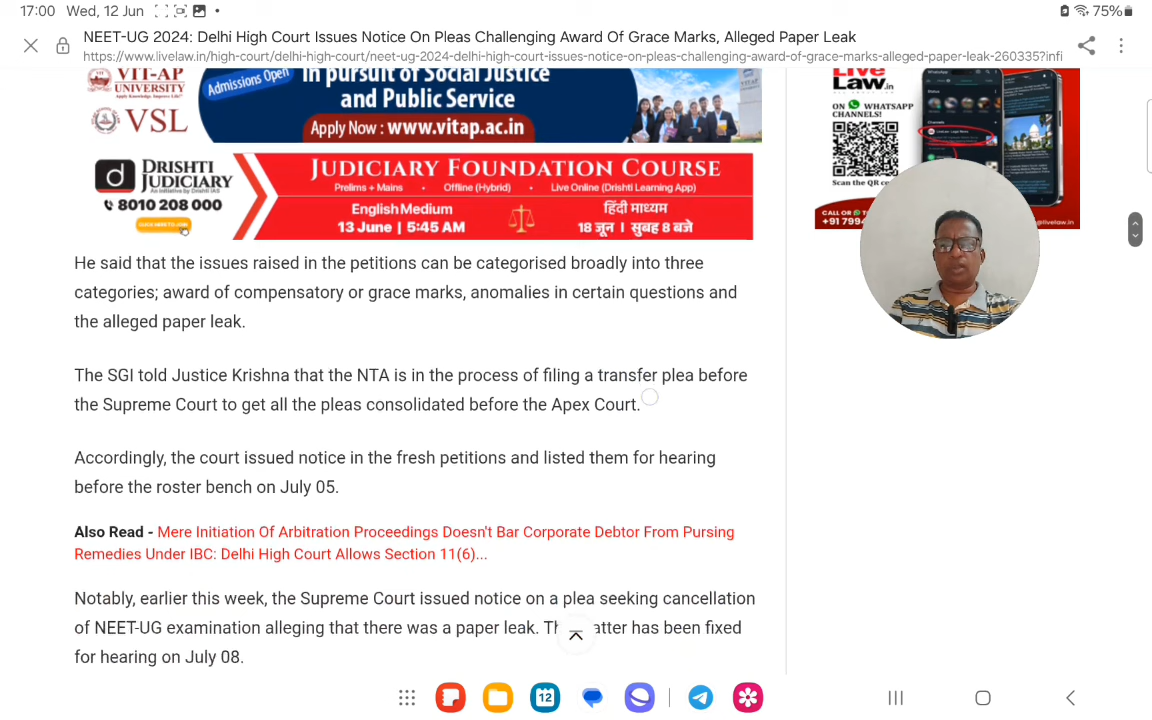 17:00 Wed, 12 Jun
75%
NEET-UG 2024: Delhi High Court Issues Notice On Pleas Challenging Award Of Grace Marks, Alleged Paper Leak
https://www.livelaw.in/high-court/delhi-high-court/neet-ug-2024-delhi-high-court-issues-notice-on-pleas-challenging-award-of-grace-marks-alleged-paper-leak-260335?infi
VIT-AP
UNIVERSITY
VSL
Admissions Open
In pursuit of Social Justice
and Public Service
Apply Now : www.vitap.ac.in
Live
Law.in
ON WHATSAPP
CHANNELS!
Scan the QR
CALL OR
+91 7994
@livelaw.in
DRISHTI
JUDICIARY
An Initiative by Drishti IAS
8010 208 000
JUDICIARY FOUNDATION COURSE
Prelims + Mains • Offline (Hybrid) • Live Online (Drishti Learning App)
English Medium
13 June | 5:45 AM
हिंदी माध्यम
18 जून | सुबह 8 बजे
He said that the issues raised in the petitions can be categorised broadly into three
categories; award of compensatory or grace marks, anomalies in certain questions and
the alleged paper leak.
The SGI told Justice Krishna that the NTA is in the process of filing a transfer plea before
the Supreme Court to get all the pleas consolidated before the Apex Court.
Accordingly, the court issued notice in the fresh petitions and listed them for hearing
before the roster bench on July 05.
Also Read - Mere Initiation Of Arbitration Proceedings Doesn't Bar Corporate Debtor From Pursing
Remedies Under IBC: Delhi High Court Allows Section 11(6)...
Notably, earlier this week, the Supreme Court issued notice on a plea seeking cancellation
of NEET-UG examination alleging that there was a paper leak. Th atter has been fixed
for hearing on July 08.
12